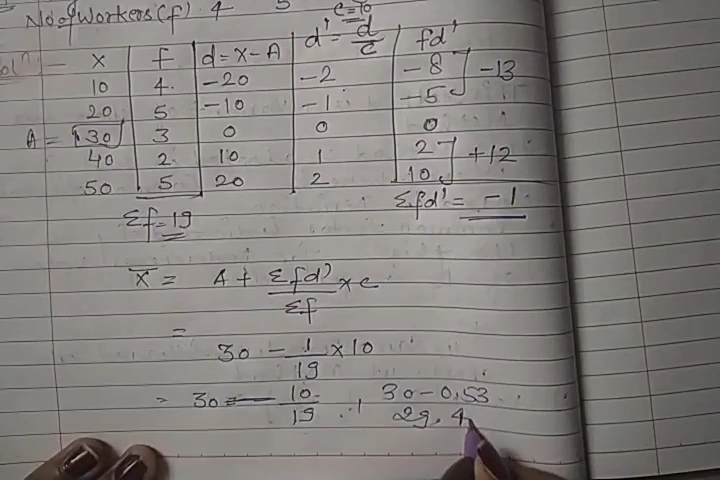 No of workers (f) 4 5 c=10
Solⁿ - X f d = X - A d' = d/c fd'
10 4 -20 -2 -8 -13
20 5 -10 -1 -5
A = 30 3 0 0 0
40 2 10 1 2 +12
50 5 20 2 10
Σf = 19 Σfd' = -1
X̄ = A + Σfd'/Σf × c
=
30 - 1/19 × 10
= 30 - 10/19 , 30 - 0.53
29.4